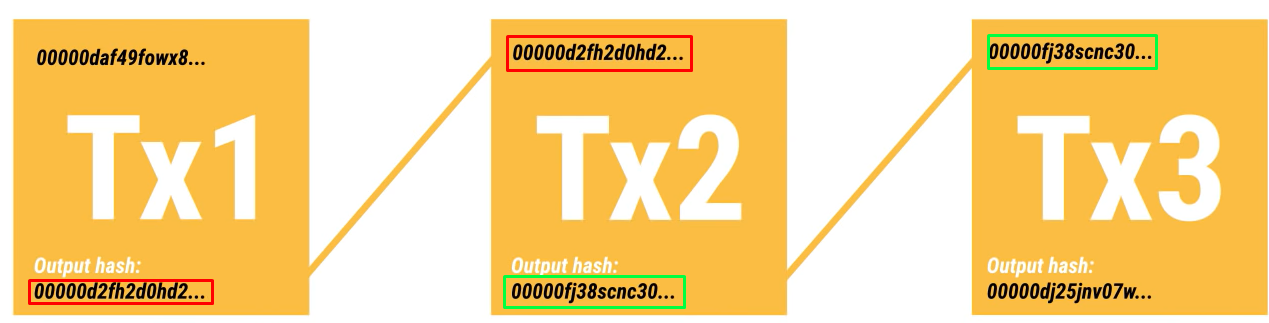 00000daf49fowx8...
Tx1
Output hash:
00000d2fh2d0hd2...
00000d2fh2d0hd2...
Tx2
Output hash:
00000fj38scnc30...
00000fj38scnc30...
Tx3
Output hash:
00000dj25jnv07w...